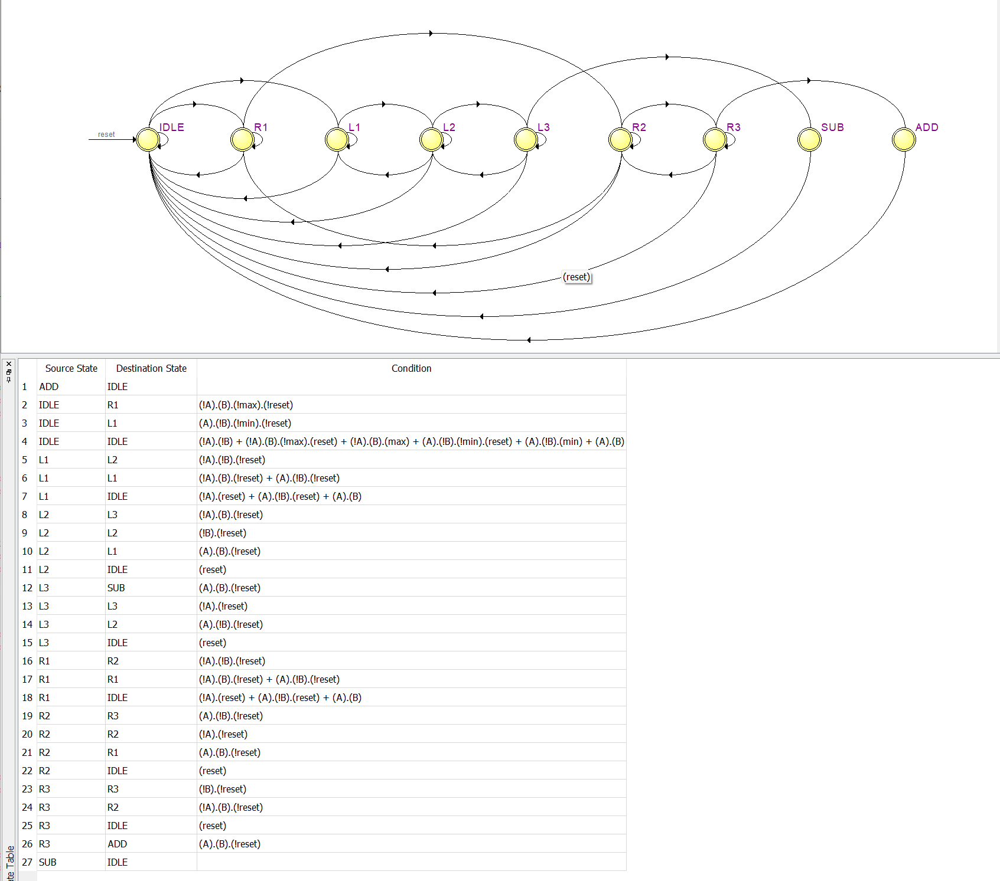 reset
IDLE
R1
L1
L2
L3
R2
R3
SUB
ADD
(reset)
Source State Destination State Condition
1 ADD IDLE
2 IDLE R1 (!A).(B).(!max).(!reset)
3 IDLE L1 (A).(!B).(!min).(!reset)
4 IDLE IDLE (!A).(!B) + (!A).(B).(!max).(reset) + (!A).(B).(max) + (A).(!B).(!min).(reset) + (A).(!B).(min) + (A).(B)
5 L1 L2 (!A).(!B).(!reset)
6 L1 L1 (!A).(B).(!reset) + (A).(!B).(!reset)
7 L1 IDLE (!A).(reset) + (A).(!B).(reset) + (A).(B)
8 L2 L3 (!A).(B).(!reset)
9 L2 L2 (!B).(!reset)
10 L2 L1 (A).(B).(!reset)
11 L2 IDLE (reset)
12 L3 SUB (A).(B).(!reset)
13 L3 L3 (!A).(!reset)
14 L3 L2 (A).(!B).(!reset)
15 L3 IDLE (reset)
16 R1 R2 (!A).(!B).(!reset)
17 R1 R1 (!A).(B).(!reset) + (A).(!B).(!reset)
18 R1 IDLE (!A).(reset) + (A).(!B).(reset) + (A).(B)
19 R2 R3 (A).(!B).(!reset)
20 R2 R2 (!A).(!reset)
21 R2 R1 (A).(B).(!reset)
22 R2 IDLE (reset)
23 R3 R3 (!B).(!reset)
24 R3 R2 (!A).(B).(!reset)
25 R3 IDLE (reset)
26 R3 ADD (A).(B).(!reset)
27 SUB IDLE
te Table